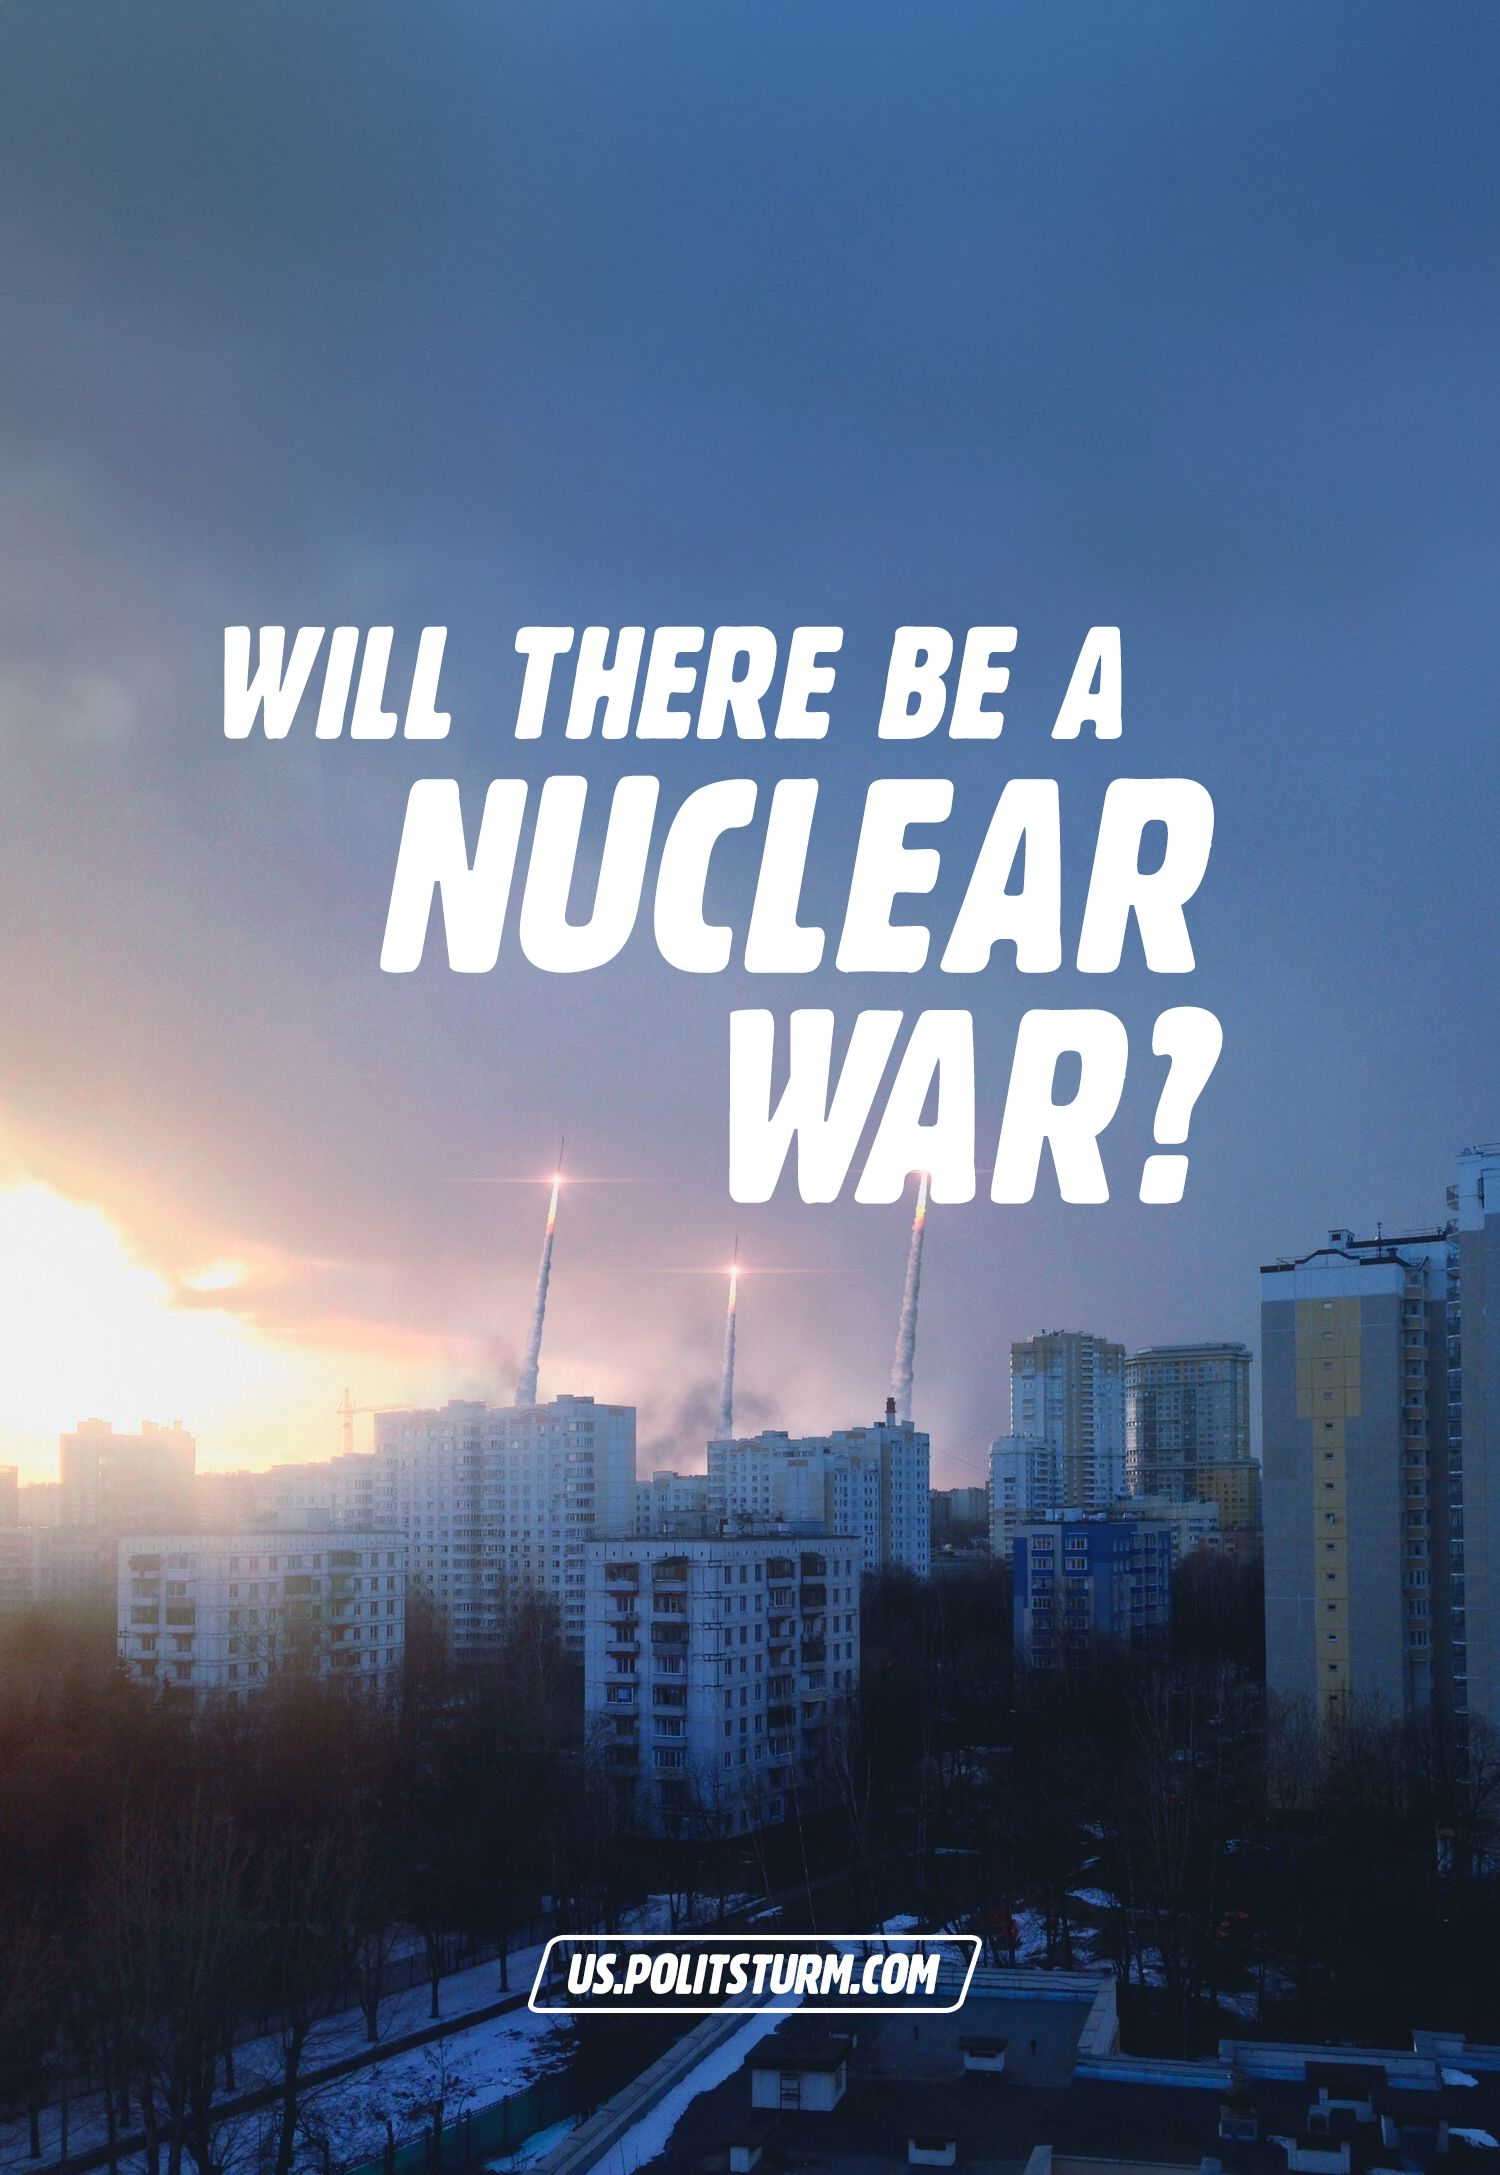 WILL THERE BE A
NUCLEAR
WAR?
US.POLITSTURM.COM